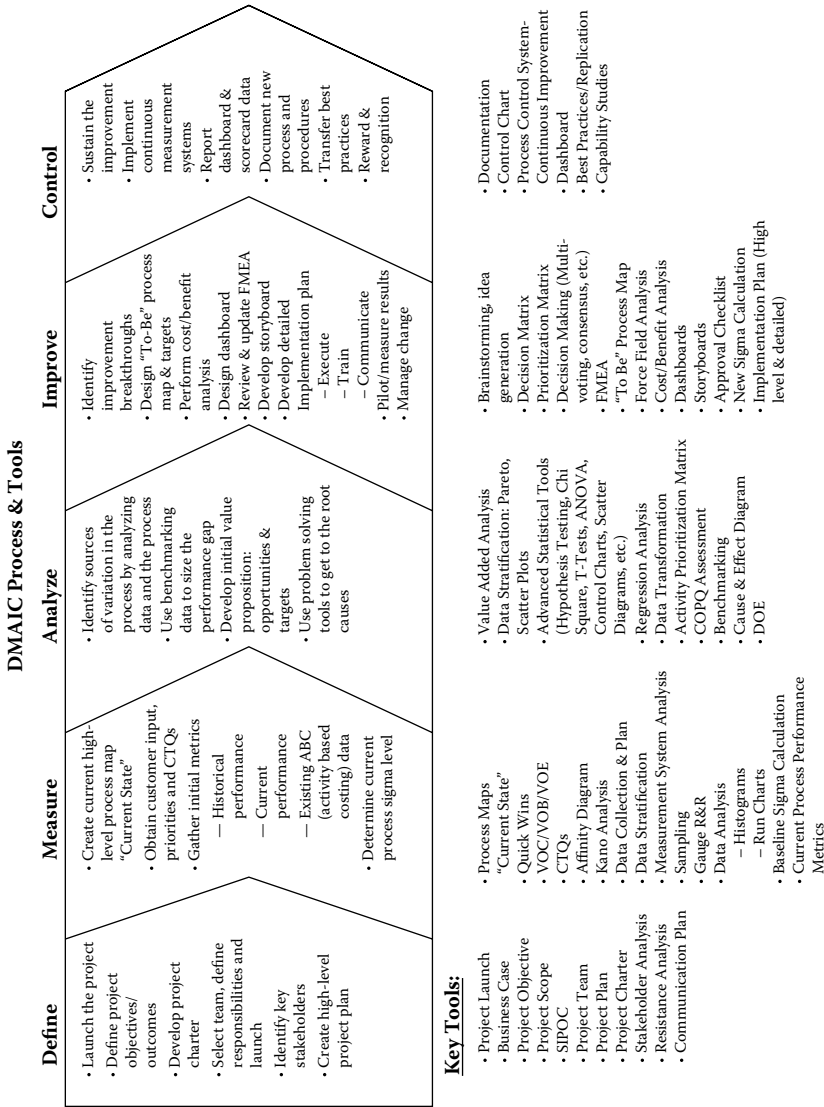 DMAIC Process & Tools
Define
• Launch the project
• Define project
objectives/
outcomes
• Develop project
charter
• Select team, define
responsibilities and
launch
• Identify key
stakeholders
• Create high-level
project plan
Measure
• Create current high-
level process map
“Current State”
• Obtain customer input,
priorities and CTQs
• Gather initial metrics
— Historical
performance
— Current
performance
— Existing ABC
(activity based
costing) data
• Determine current
process sigma level
Analyze
• Identify sources
of variation in the
process by analyzing
data and the process
• Use benchmarking
data to size the
performance gap
• Develop initial value
proposition:
opportunities &
targets
• Use problem solving
tools to get to the root
causes
Improve
• Identify
improvement
breakthroughs
• Design “To-Be” process
map & targets
• Perform cost/benefit
analysis
• Design dashboard
• Review & update FMEA
• Develop storyboard
• Develop detailed
Implementation plan
– Execute
– Train
– Communicate
• Pilot/measure results
• Manage change
Control
• Sustain the
improvement
• Implement
continuous
measurement
systems
• Report
dashboard &
scorecard data
• Document new
process and
procedures
• Transfer best
practices
• Reward &
recognition
Key Tools:
• Project Launch
• Business Case
• Project Objective
• Project Scope
• SIPOC
• Project Team
• Project Plan
• Project Charter
• Stakeholder Analysis
• Resistance Analysis
• Communication Plan
• Process Maps
“Current State”
• Quick Wins
• VOC/VOB/VOE
• CTQs
• Affinity Diagram
• Kano Analysis
• Data Collection & Plan
• Data Stratification
• Measurement System Analysis
• Sampling
• Gauge R&R
• Data Analysis
– Histograms
– Run Charts
• Baseline Sigma Calculation
• Current Process Performance
Metrics
• Value Added Analysis
• Data Stratification: Pareto,
Scatter Plots
• Advanced Statistical Tools
(Hypothesis Testing, Chi
Square, T-Tests, ANOVA,
Control Charts, Scatter
Diagrams, etc.)
• Regression Analysis
• Data Transformation
• Activity Prioritization Matrix
• COPQ Assessment
• Benchmarking
• Cause & Effect Diagram
• DOE
• Brainstorming, idea
generation
• Decision Matrix
• Prioritization Matrix
• Decision Making (Multi-
voting, consensus, etc.)
• FMEA
• “To Be” Process Map
• Force Field Analysis
• Cost/Benefit Analysis
• Dashboards
• Storyboards
• Approval Checklist
• New Sigma Calculation
• Implementation Plan (High
level & detailed)
• Documentation
• Control Chart
• Process Control System-
Continuous Improvement
• Dashboard
• Best Practices/Replication
• Capability Studies